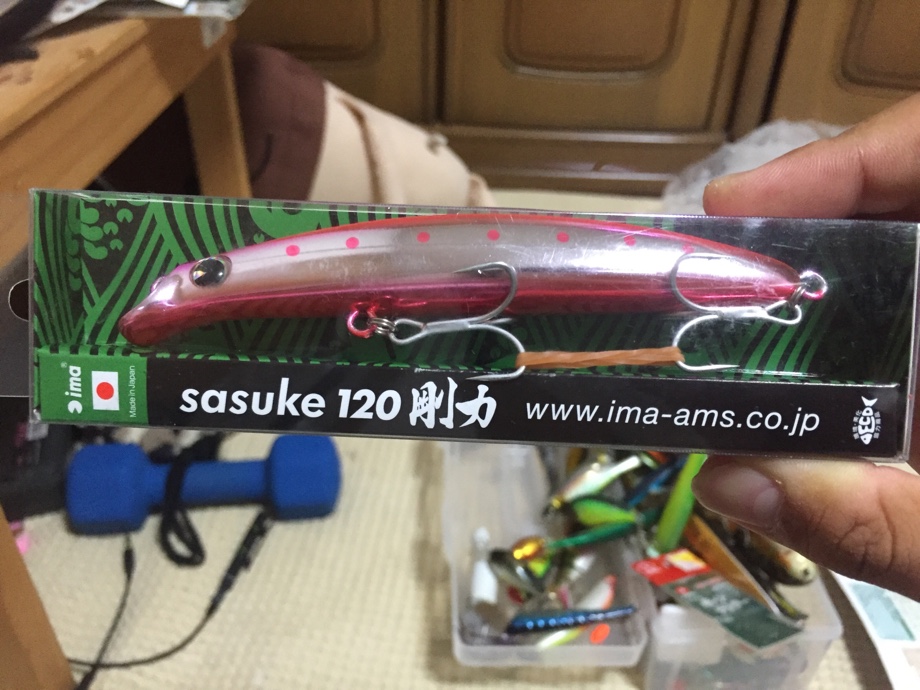 ima
Made in Japan
sasuke 120 剛力
www.ima-ams.co.jp